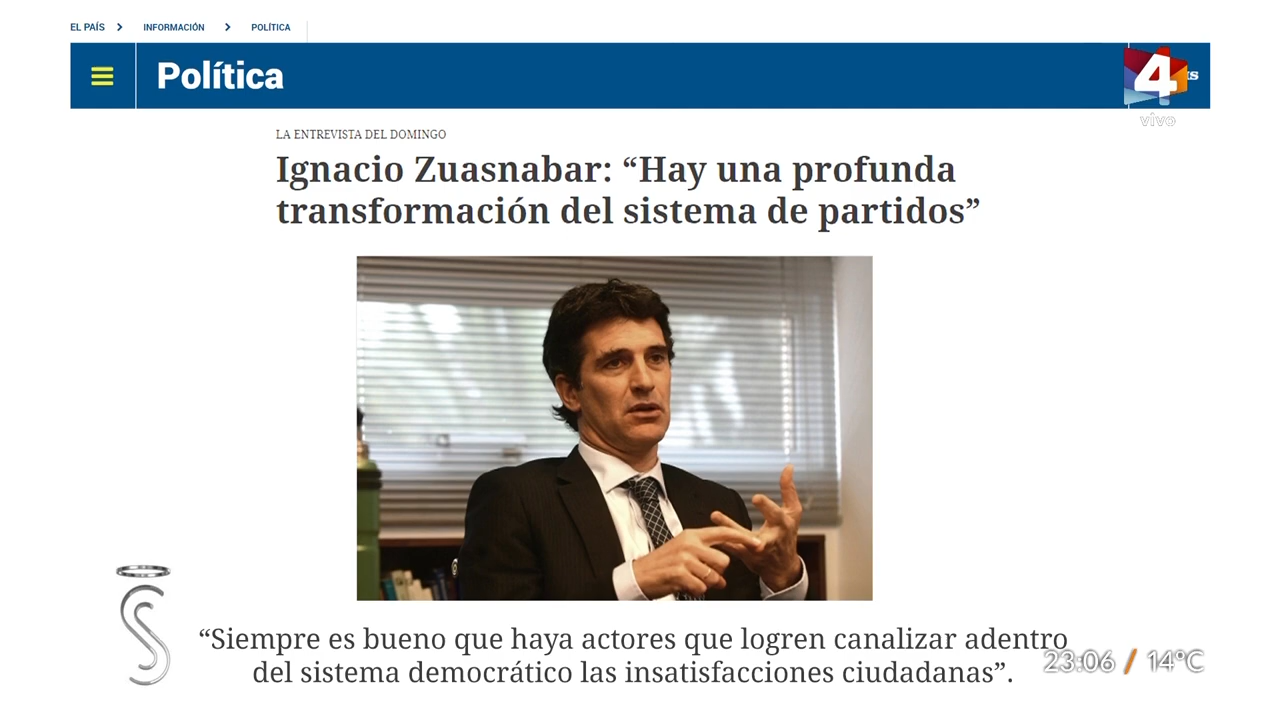 EL PAÍS > INFORMACIÓN > POLÍTICA
Política
4
vivo
LA ENTREVISTA DEL DOMINGO
Ignacio Zuasnabar: “Hay una profunda
transformación del sistema de partidos”
“Siempre es bueno que haya actores que logren canalizar adentro
del sistema democrático las insatisfacciones ciudadanas”.
23:06 / 14°C